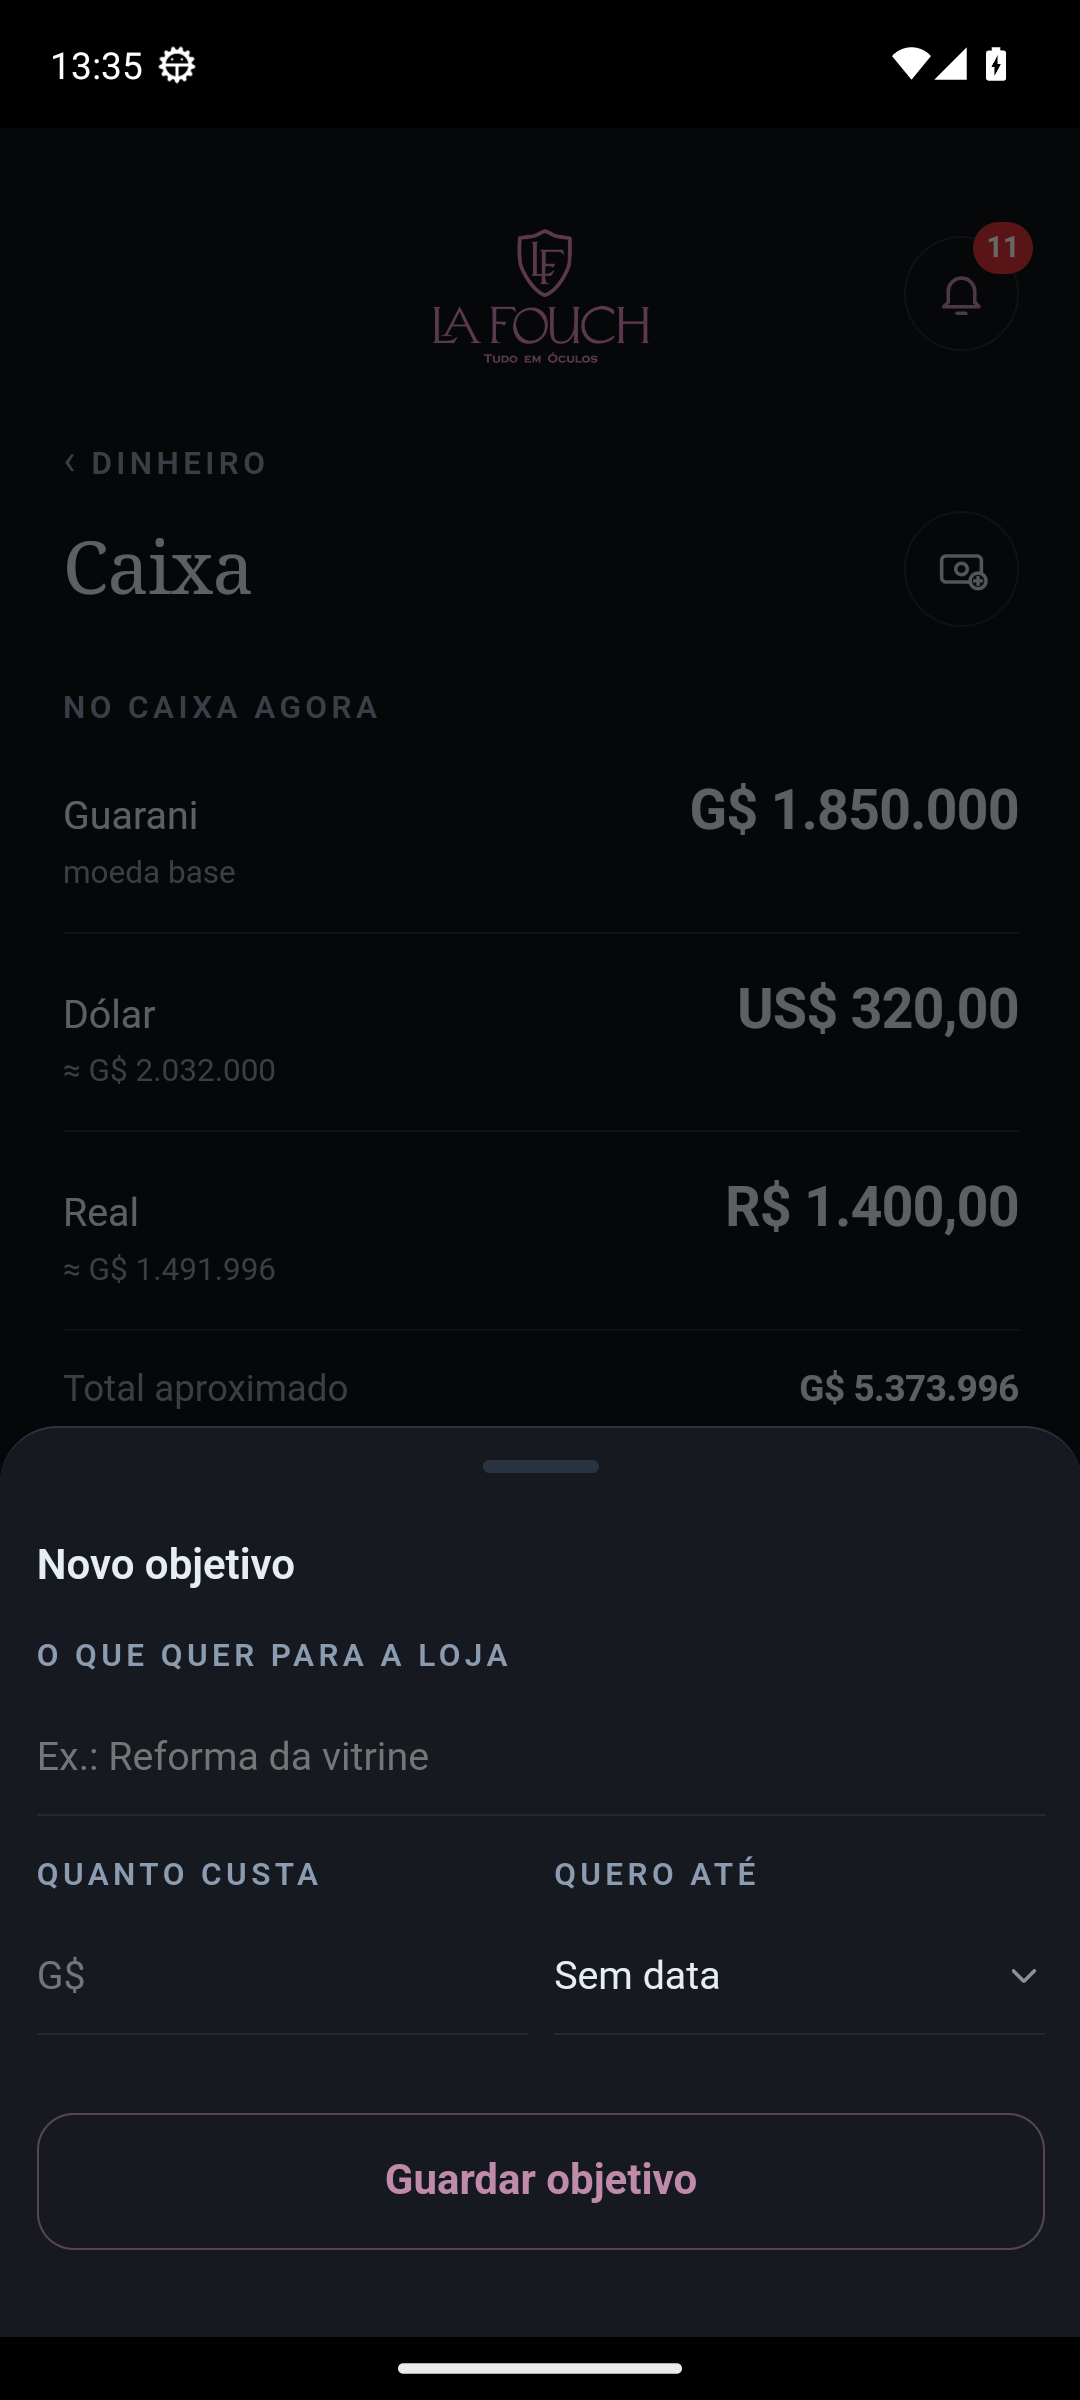 13:35
11
LF
LA FOUCH
TUDO EM ÓCULOS
‹ DINHEIRO
Caixa
NO CAIXA AGORA
Guarani
G$ 1.850.000
moeda base
Dólar
US$ 320,00
≈ G$ 2.032.000
Real
R$ 1.400,00
≈ G$ 1.491.996
Total aproximado
G$ 5.373.996
Novo objetivo
O QUE QUER PARA A LOJA
Ex.: Reforma da vitrine
QUANTO CUSTA
QUERO ATÉ
G$
Sem data
Guardar objetivo